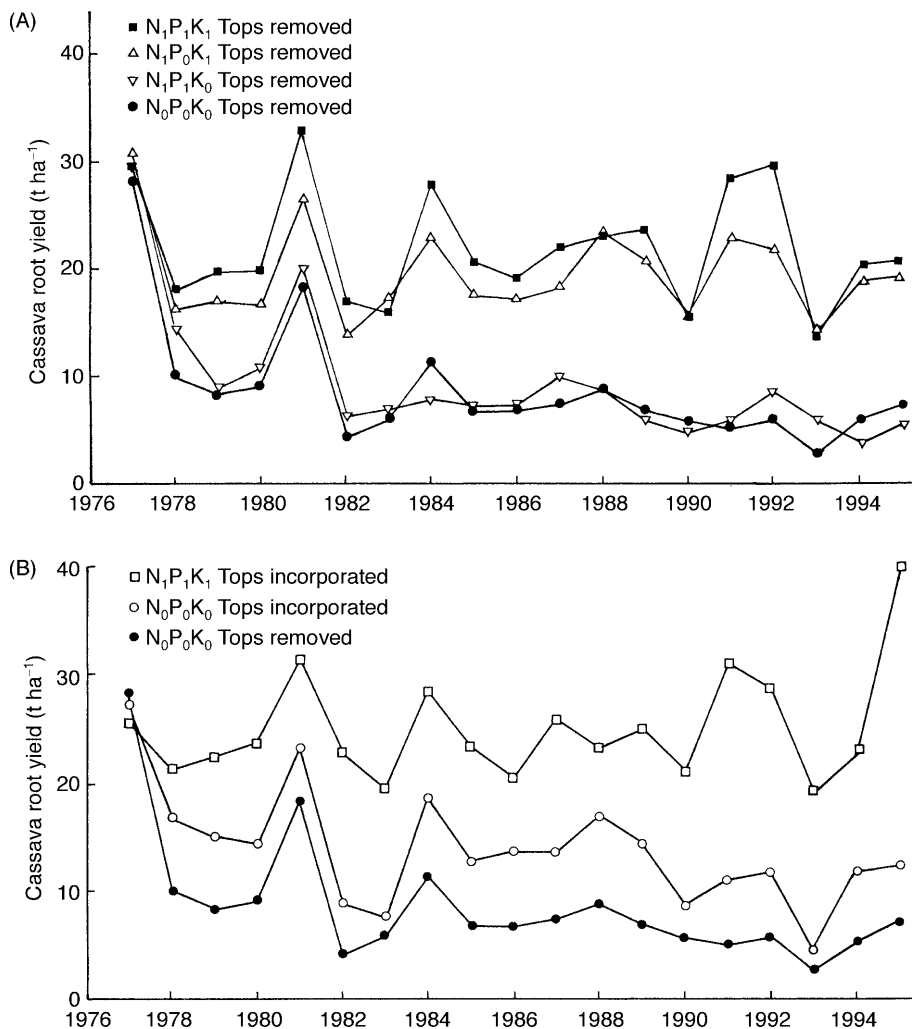 (A)
■ N₁P₁K₁ Tops removed
△ N₁P₀K₁ Tops removed
▽ N₁P₁K₀ Tops removed
● N₀P₀K₀ Tops removed
Cassava root yield (t ha⁻¹)
40
30
20
10
0
1976 1978 1980 1982 1984 1986 1988 1990 1992 1994
(B)
□ N₁P₁K₁ Tops incorporated
○ N₀P₀K₀ Tops incorporated
● N₀P₀K₀ Tops removed
Cassava root yield (t ha⁻¹)
40
30
20
10
0
1976 1978 1980 1982 1984 1986 1988 1990 1992 1994